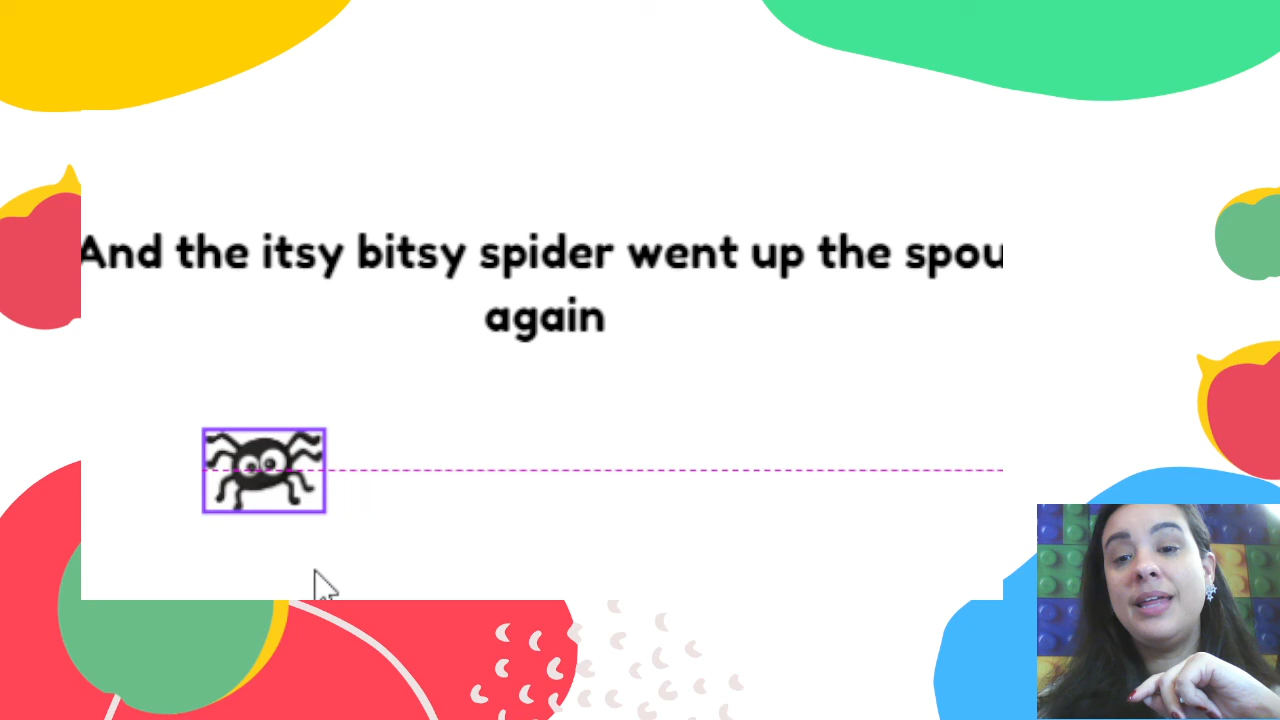 And the itsy bitsy spider went up the spou
again